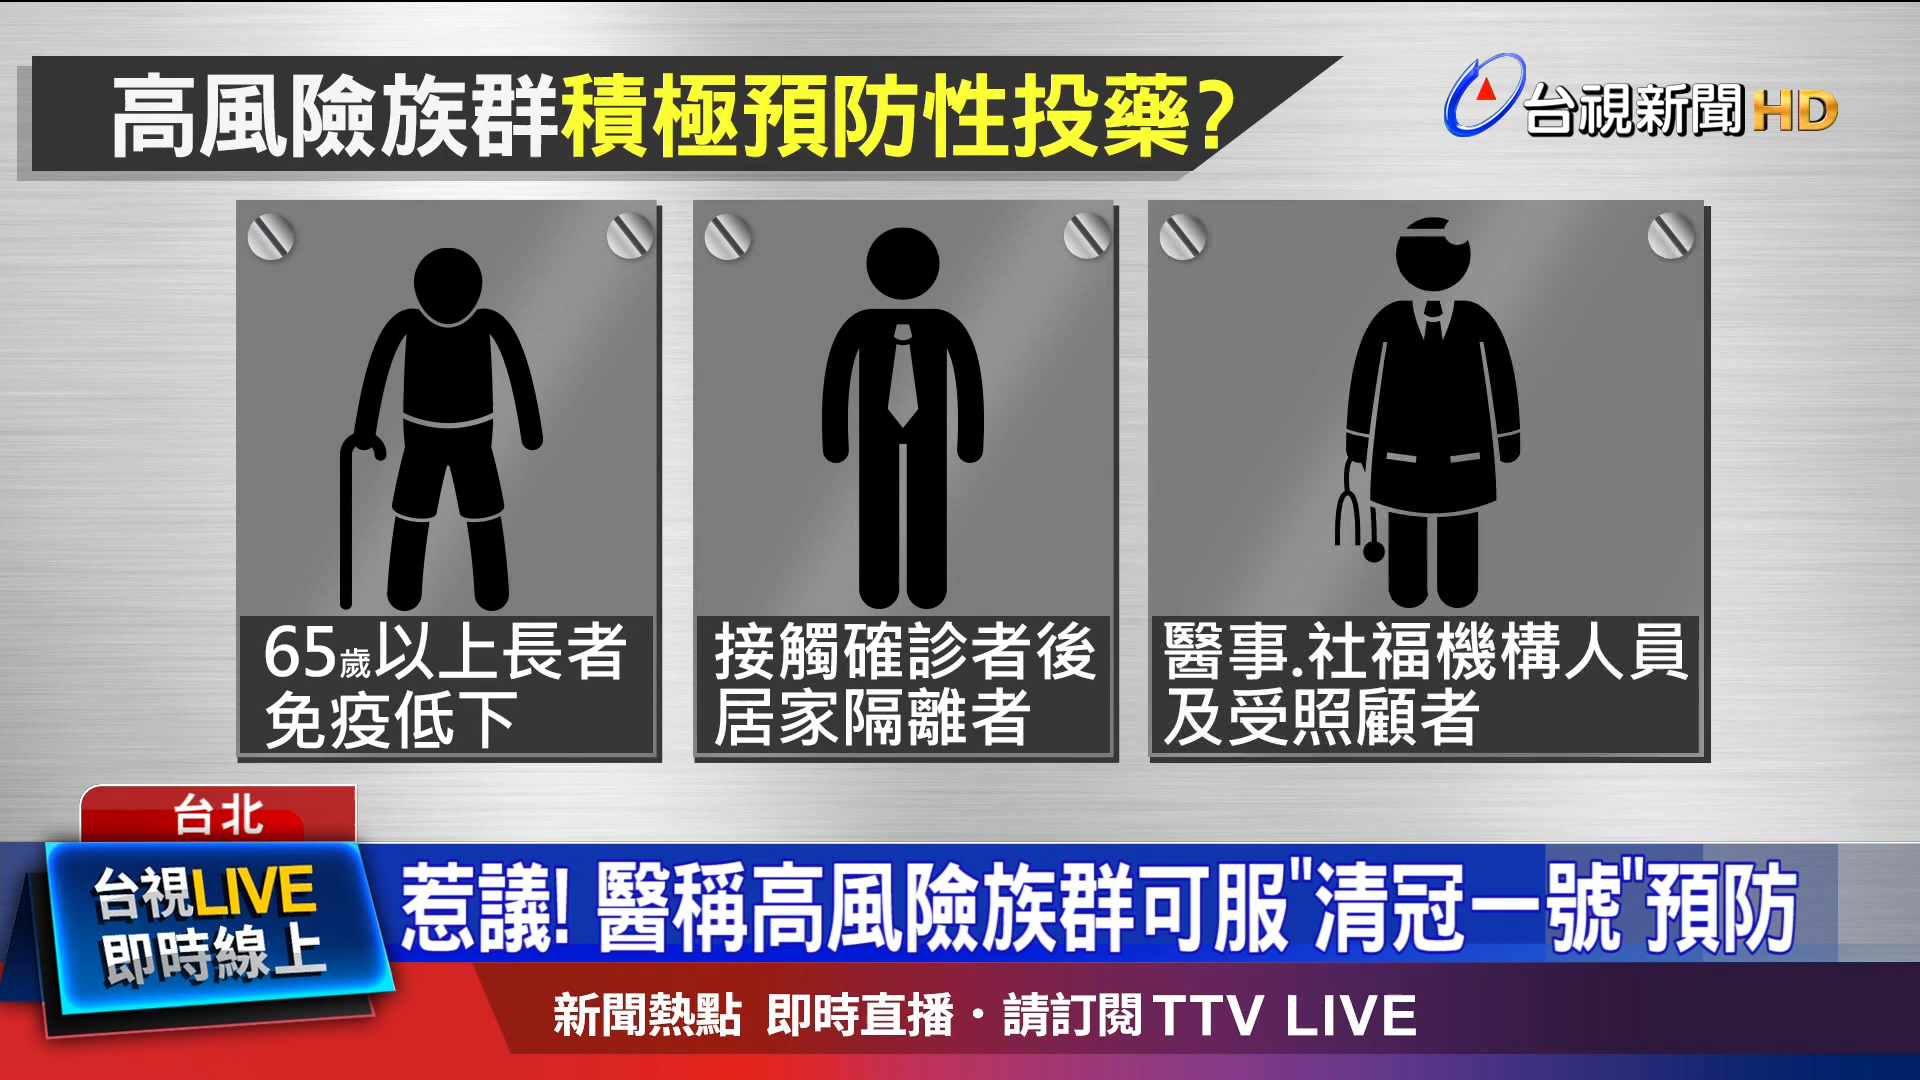 高風險族群積極預防性投藥?
台視新聞HD
65歲以上長者
免疫低下
接觸確診者後
居家隔離者
醫事.社福機構人員
及受照顧者
台北
台視LIVE
即時線上
惹議!醫稱高風險族群可服"清冠一號"預防
新聞熱點 即時直播・請訂閱TTV LIVE